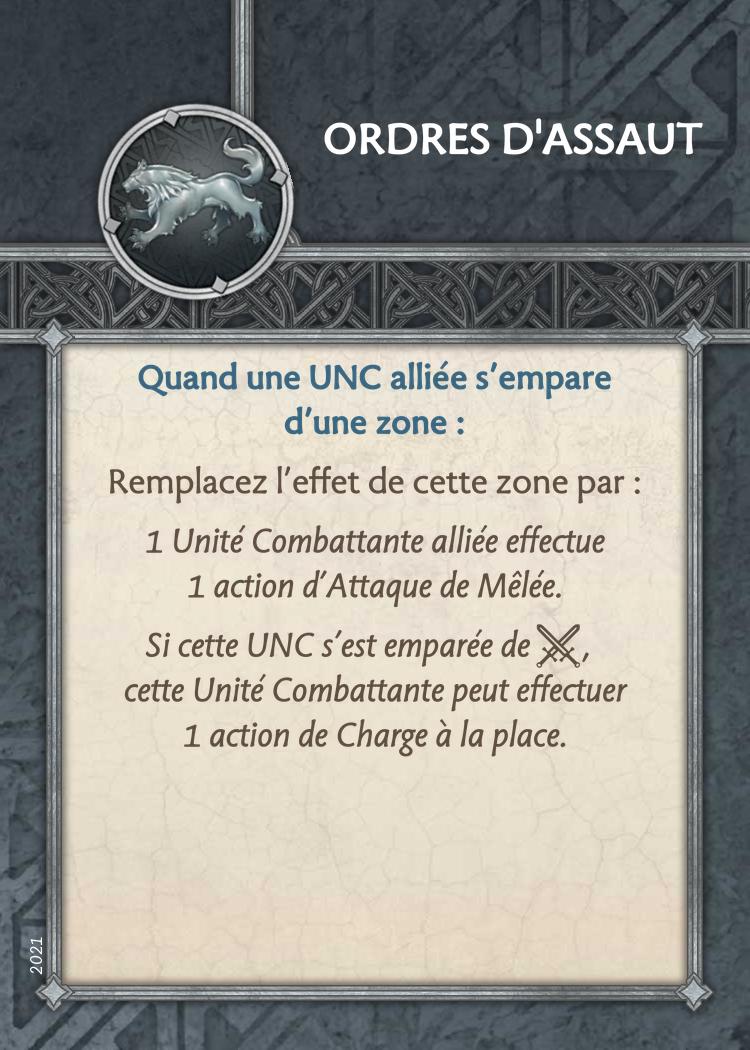 ORDRES D'ASSAUT
Quand une UNC alliée s’empare
d’une zone :
Remplacez l’effet de cette zone par :
1 Unité Combattante alliée effectue
1 action d’Attaque de Mêlée.
Si cette UNC s’est emparée de ,
cette Unité Combattante peut effectuer
1 action de Charge à la place.
2021